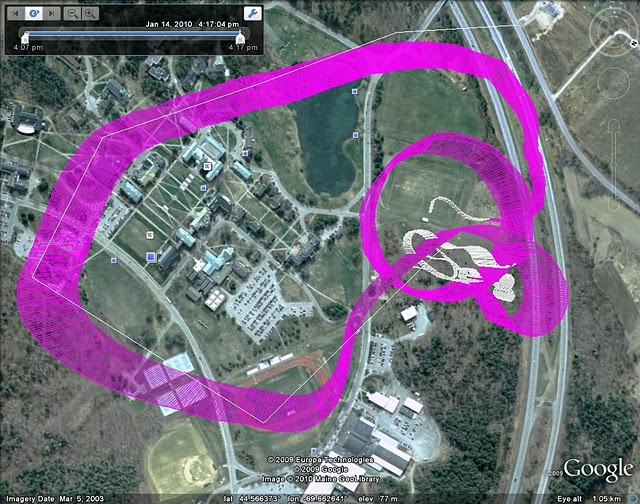 Jan 14, 2010 4:17:04 pm
4:07 pm
4:17 pm
N
© 2009 Europa Technologies
© 2009 Google
Image © 2010 Maine GeoLibrary
©2009 Google
Imagery Date Mar 5, 2003
lat 44.566373° lon -69.662641° elev 77 m
Eye alt 1.05 km